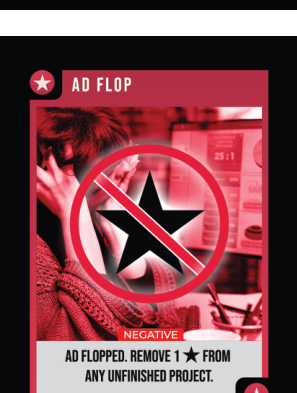 AD FLOP
25:1
NEGATIVE
AD FLOPPED. REMOVE 1 ★ FROM
ANY UNFINISHED PROJECT.